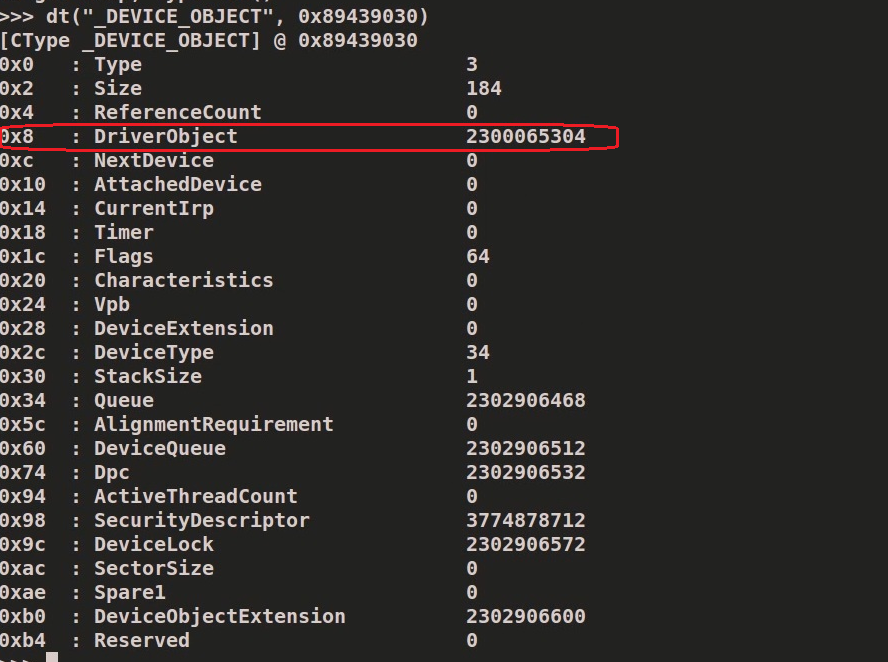 >>> dt("_DEVICE_OBJECT", 0x89439030)
[CType _DEVICE_OBJECT] @ 0x89439030
0x0 : Type 3
0x2 : Size 184
0x4 : ReferenceCount 0
0x8 : DriverObject 2300065304
0xc : NextDevice 0
0x10 : AttachedDevice 0
0x14 : CurrentIrp 0
0x18 : Timer 0
0x1c : Flags 64
0x20 : Characteristics 0
0x24 : Vpb 0
0x28 : DeviceExtension 0
0x2c : DeviceType 34
0x30 : StackSize 1
0x34 : Queue 2302906468
0x5c : AlignmentRequirement 0
0x60 : DeviceQueue 2302906512
0x74 : Dpc 2302906532
0x94 : ActiveThreadCount 0
0x98 : SecurityDescriptor 3774878712
0x9c : DeviceLock 2302906572
0xac : SectorSize 0
0xae : Spare1 0
0xb0 : DeviceObjectExtension 2302906600
0xb4 : Reserved 0
>>>